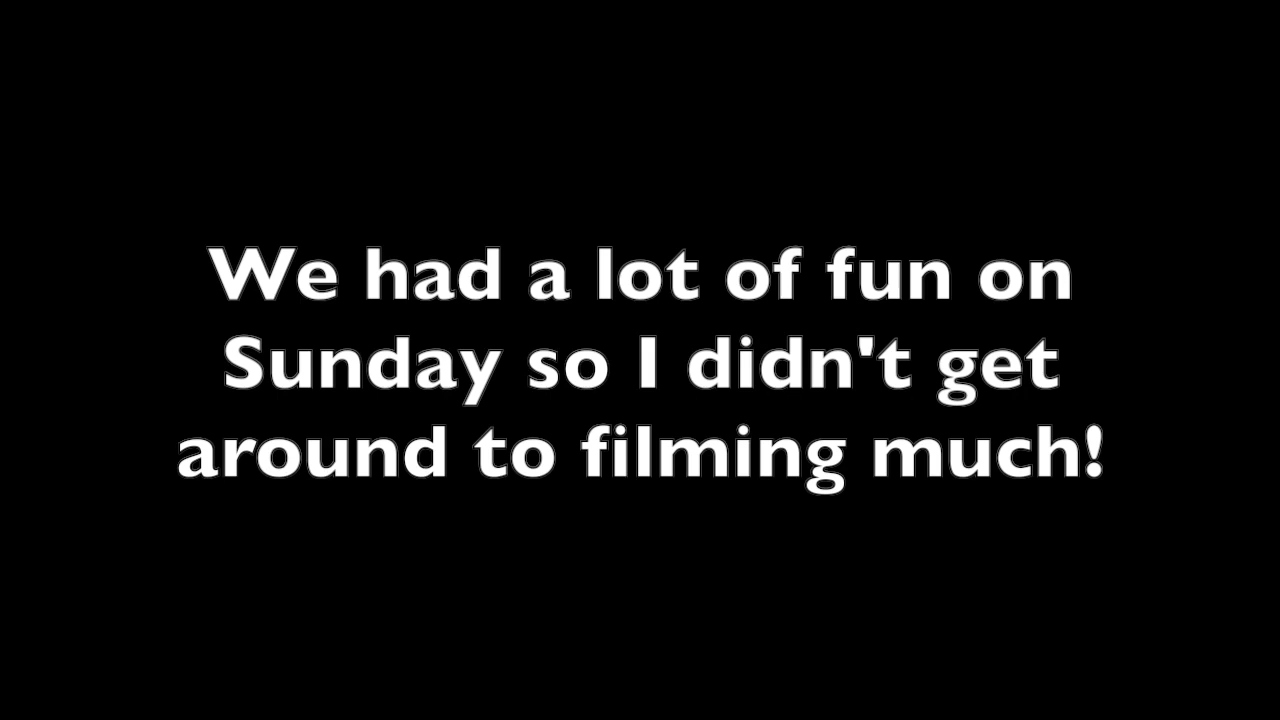 We had a lot of fun on
Sunday so I didn't get
around to filming much!